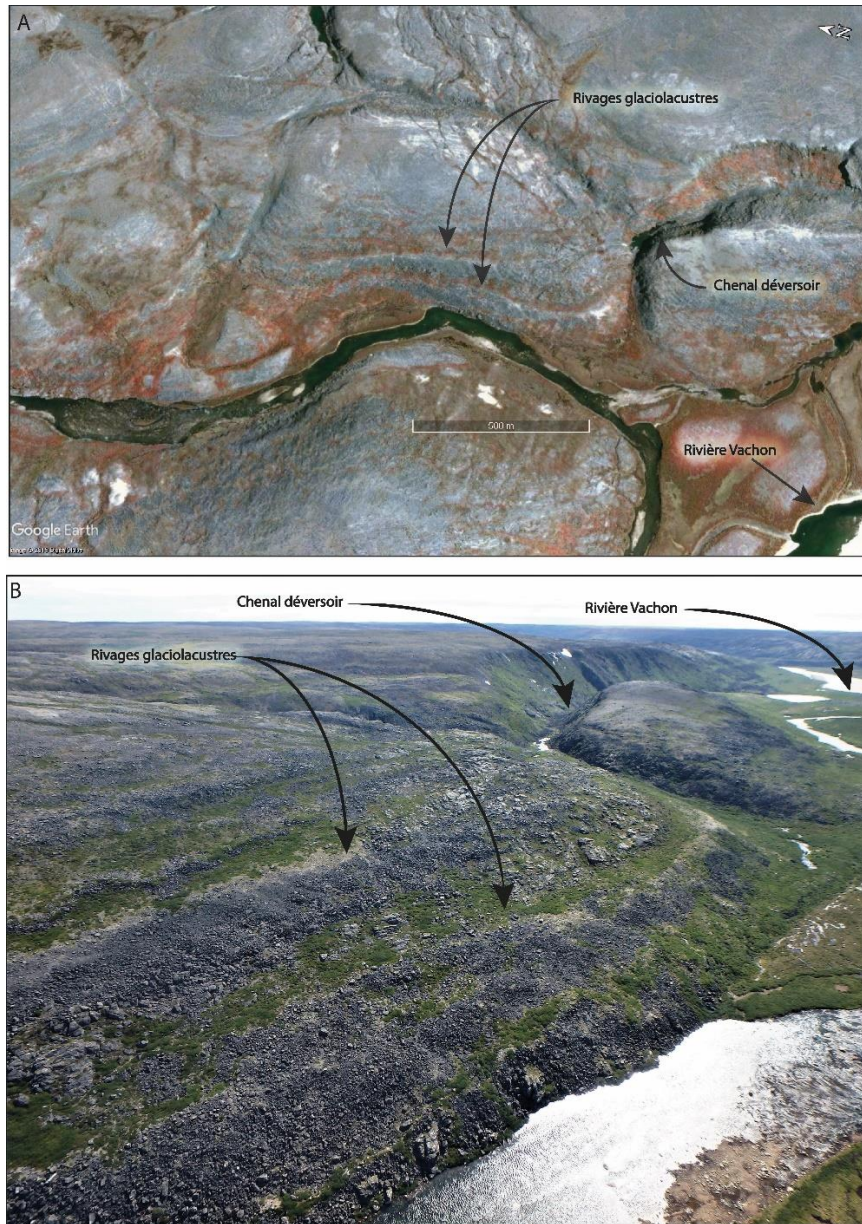 A
N
Rivages glaciolacustres
Chenal déversoir
500 m
Rivière Vachon
Google Earth
B
Chenal déversoir
Rivière Vachon
Rivages glaciolacustres